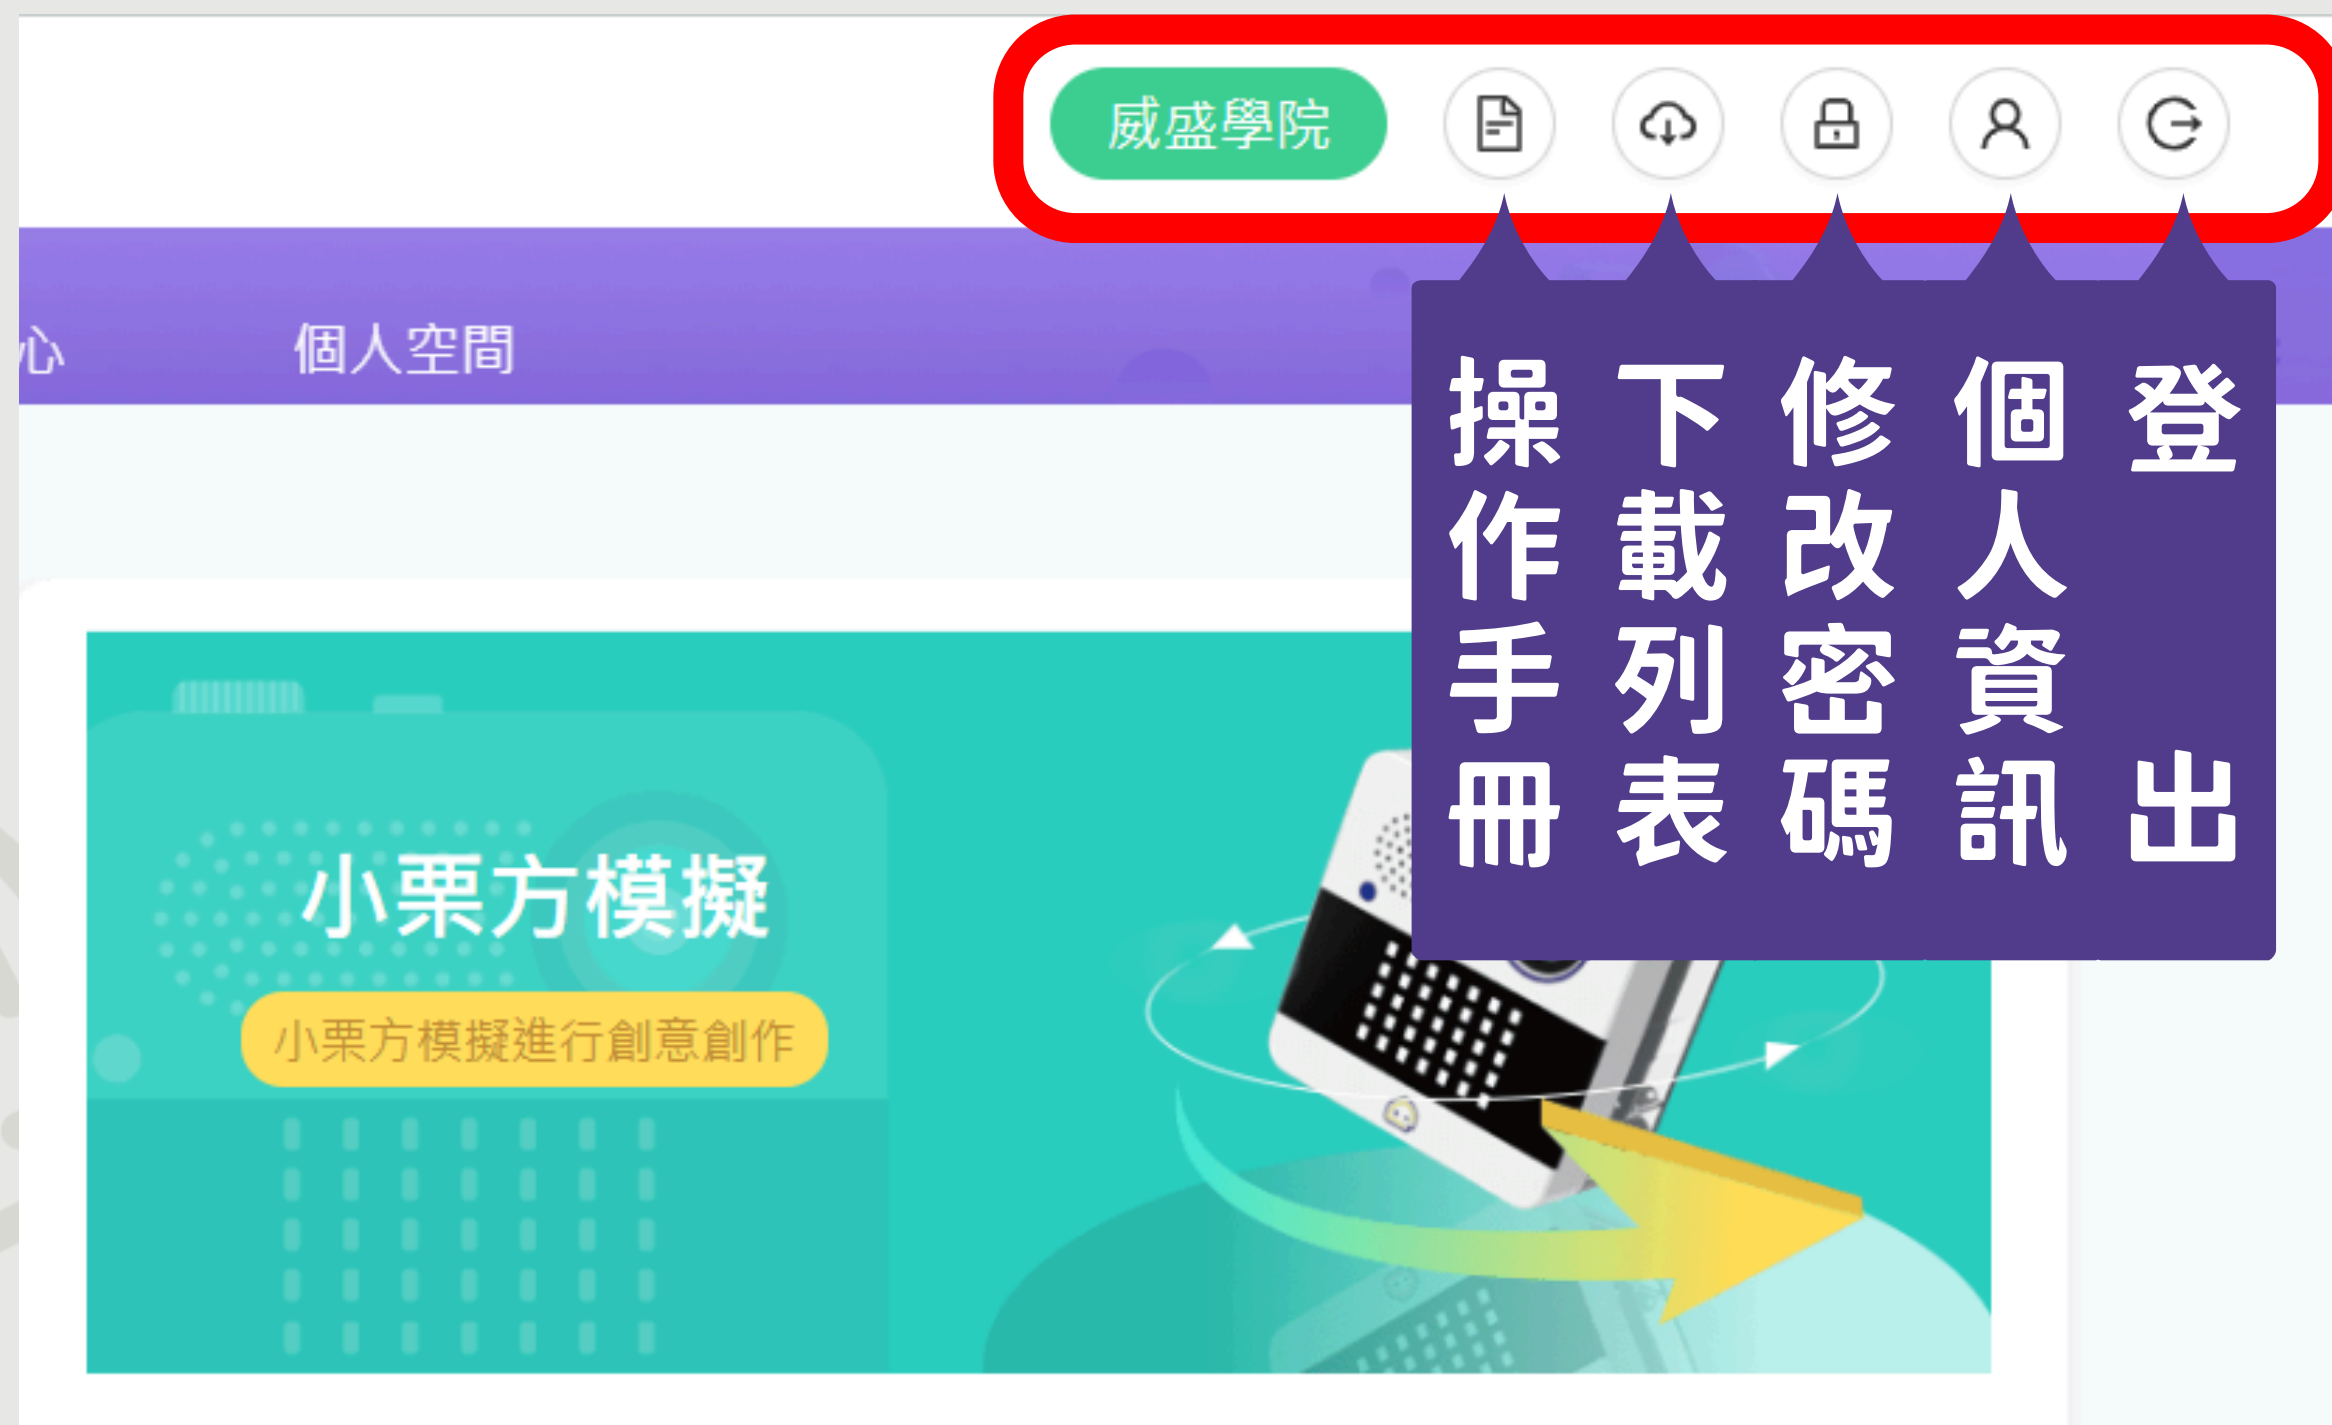 威盛學院
心
個人空間
操作手冊
下載列表
修改密碼
個人資訊
登出
小栗方模擬
小栗方模擬進行創意創作